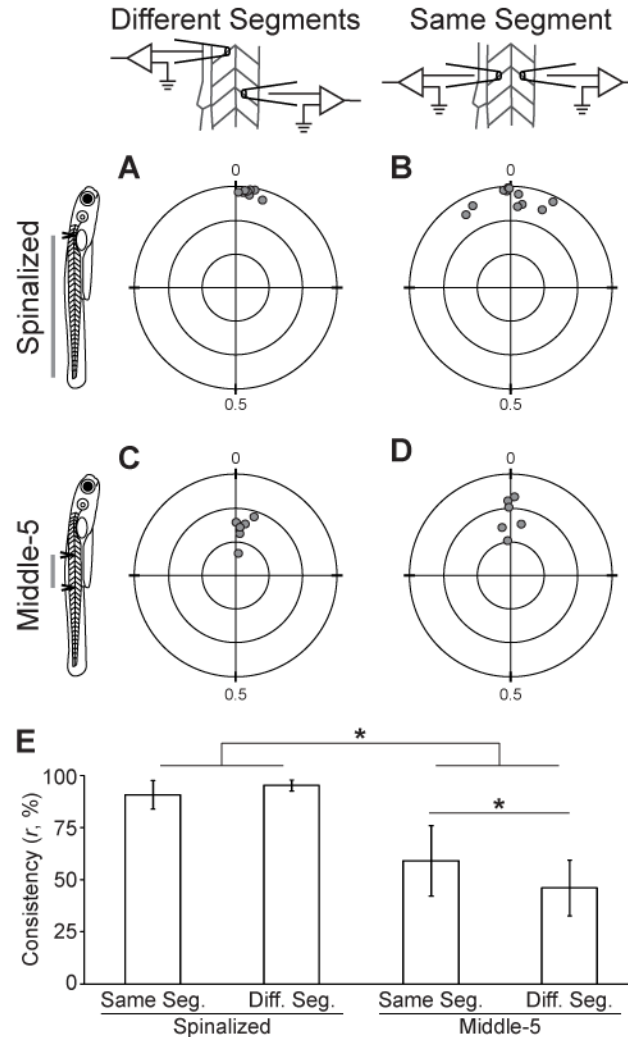 Different Segments
Same Segment
A
B
0
0
Spinalized
0.5
0.5
C
D
0
0
Middle-5
0.5
0.5
E
*
100
*
75
50
25
0
Consistency (r, %)
Same Seg. Diff. Seg. Same Seg. Diff. Seg.
Spinalized Middle-5